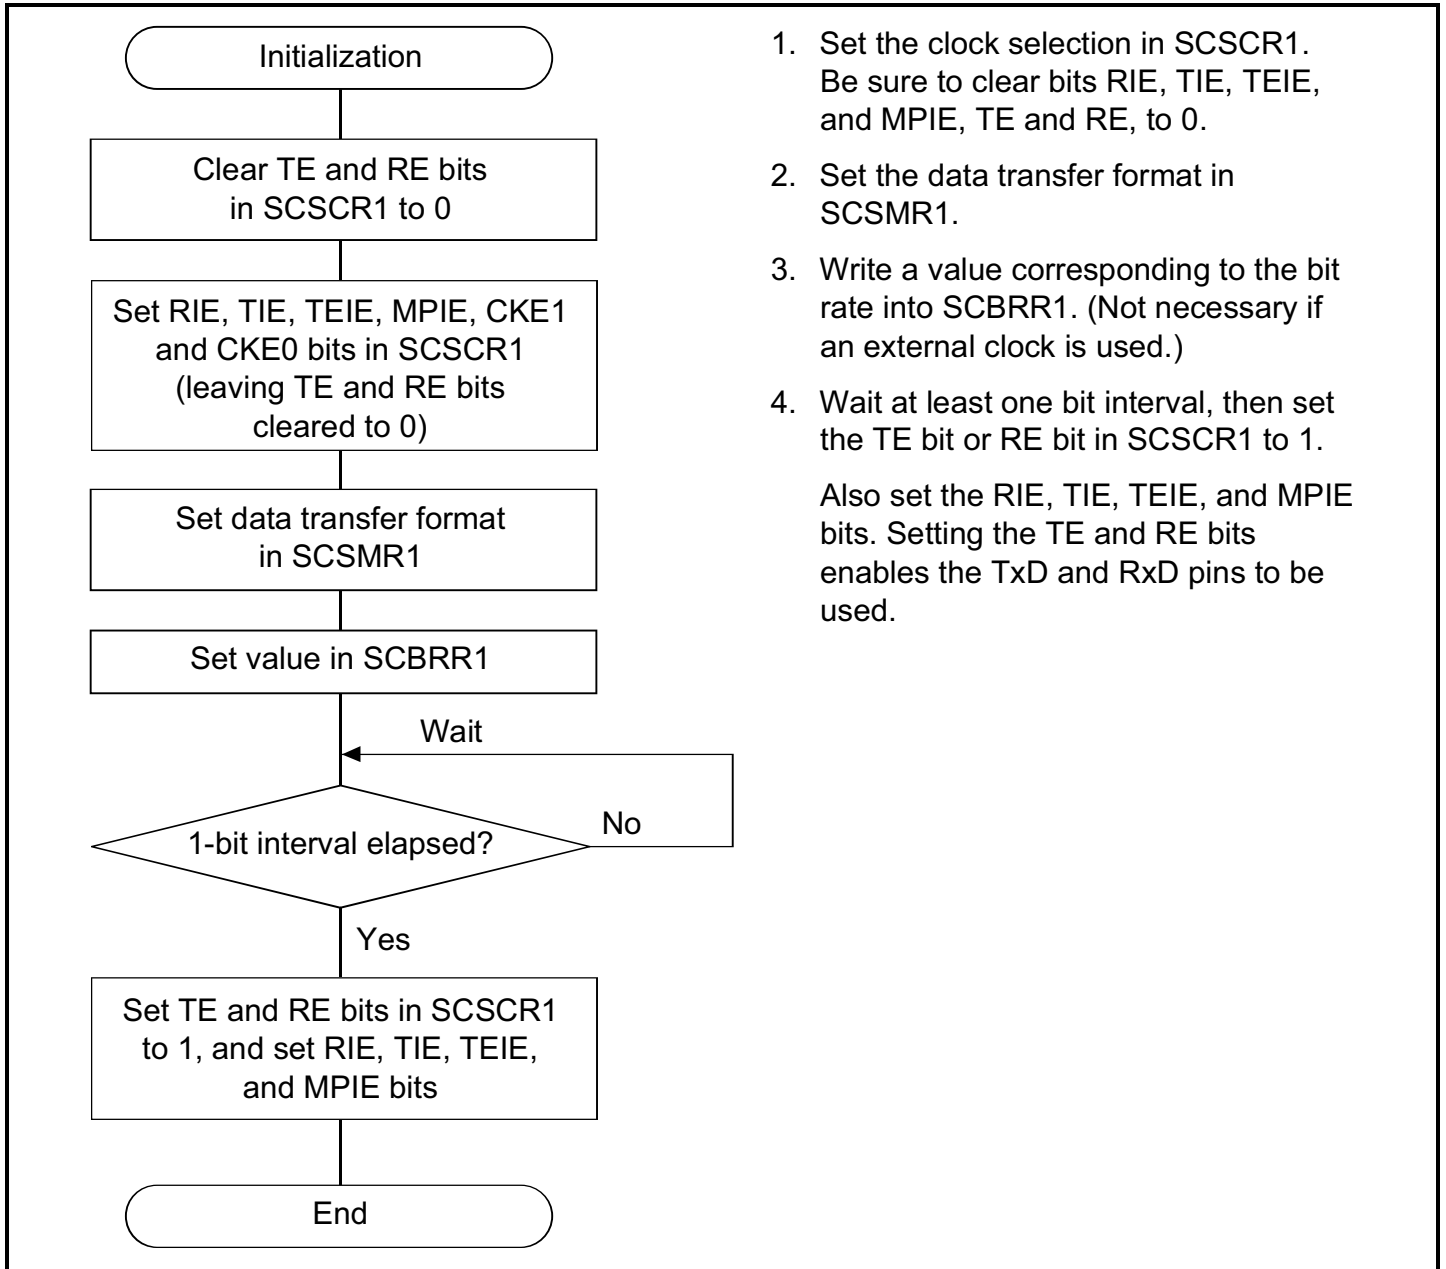 Initialization
Clear TE and RE bits
in SCSCR1 to 0
Set RIE, TIE, TEIE, MPIE, CKE1
and CKE0 bits in SCSCR1
(leaving TE and RE bits
cleared to 0)
Set data transfer format
in SCSMR1
Set value in SCBRR1
Wait
1-bit interval elapsed?
No
Yes
Set TE and RE bits in SCSCR1
to 1, and set RIE, TIE, TEIE,
and MPIE bits
End
1. Set the clock selection in SCSCR1.
Be sure to clear bits RIE, TIE, TEIE,
and MPIE, TE and RE, to 0.
2. Set the data transfer format in
SCSMR1.
3. Write a value corresponding to the bit
rate into SCBRR1. (Not necessary if
an external clock is used.)
4. Wait at least one bit interval, then set
the TE bit or RE bit in SCSCR1 to 1.
Also set the RIE, TIE, TEIE, and MPIE
bits. Setting the TE and RE bits
enables the TxD and RxD pins to be
used.